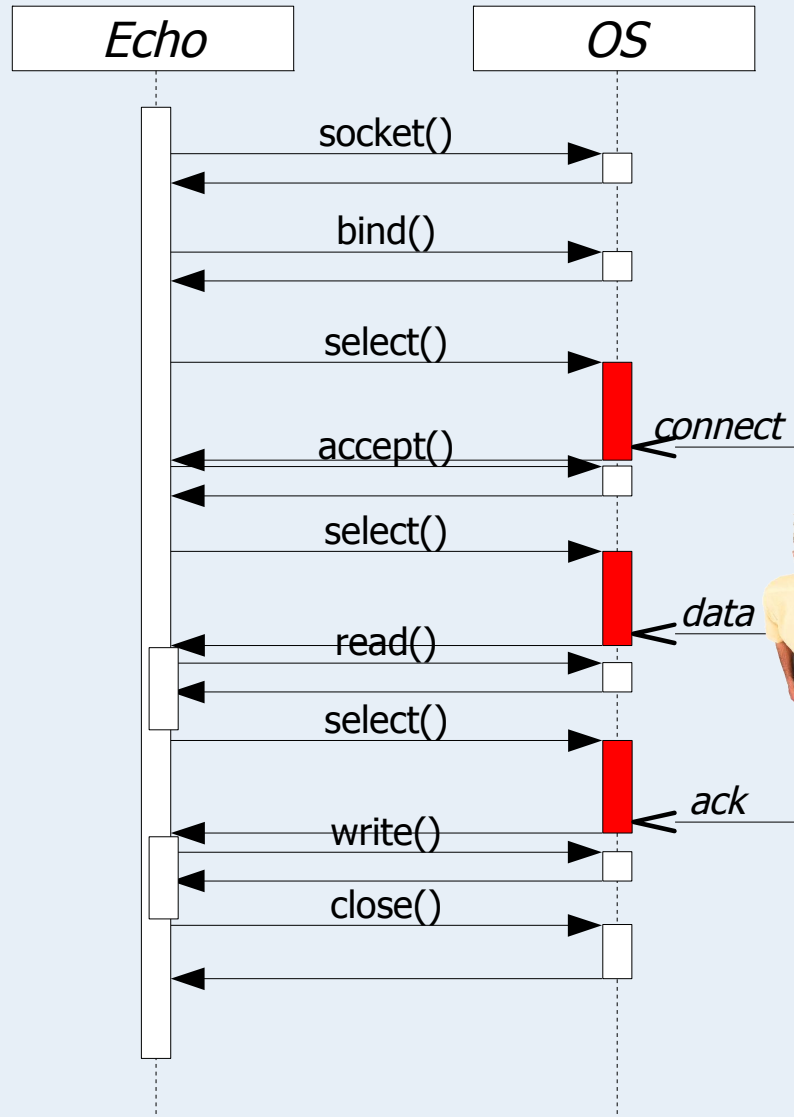 Echo
OS
socket()
bind()
select()
connect
accept()
select()
data
read()
select()
ack
write()
close()